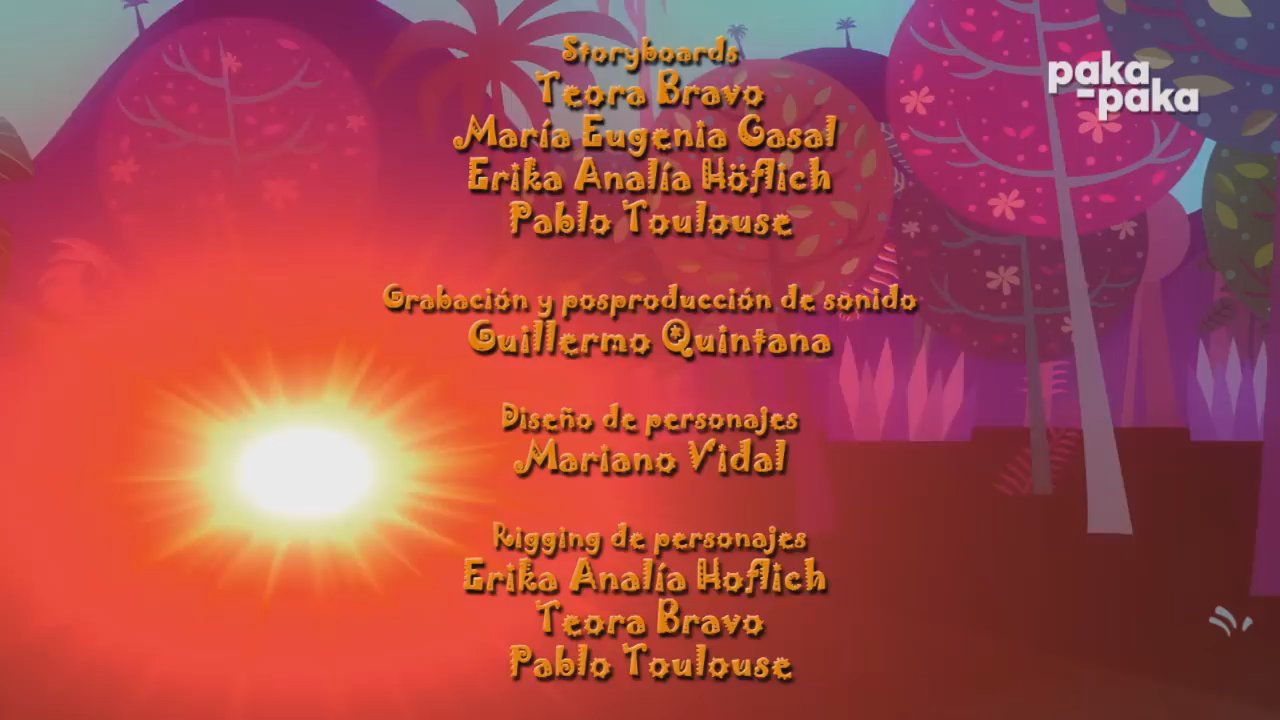 Storyboards
Teora Bravo
María Eugenia Casal
Erika Analía Höflich
Pablo Toulouse
Grabación y posproducción de sonido
Guillermo Quintana
Diseño de personajes
Mariano Vidal
Rigging de personajes
Erika Analía Hoflich
Teora Bravo
Pablo Toulouse
paka
-paka